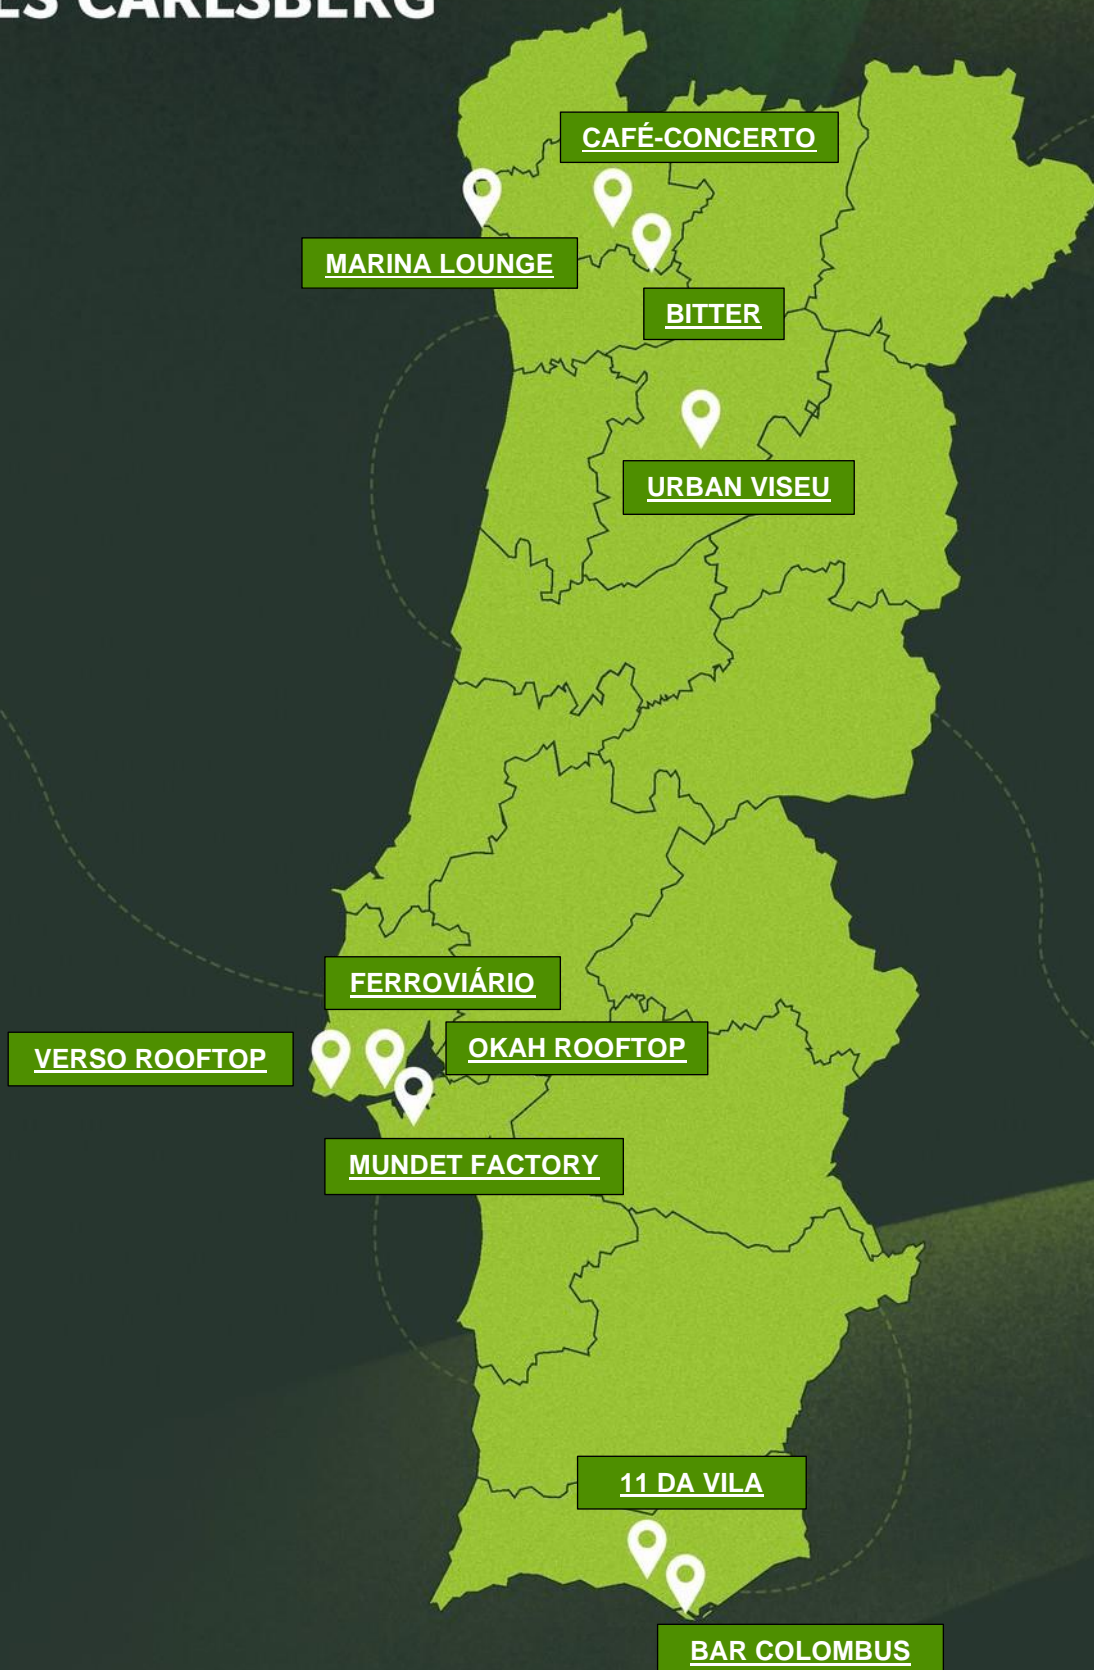 CARLSBERG
CAFÉ-CONCERTO
MARINA LOUNGE
BITTER
URBAN VISEU
FERROVIÁRIO
VERSO ROOFTOP
OKAH ROOFTOP
MUNDET FACTORY
11 DA VILA
BAR COLOMBUS